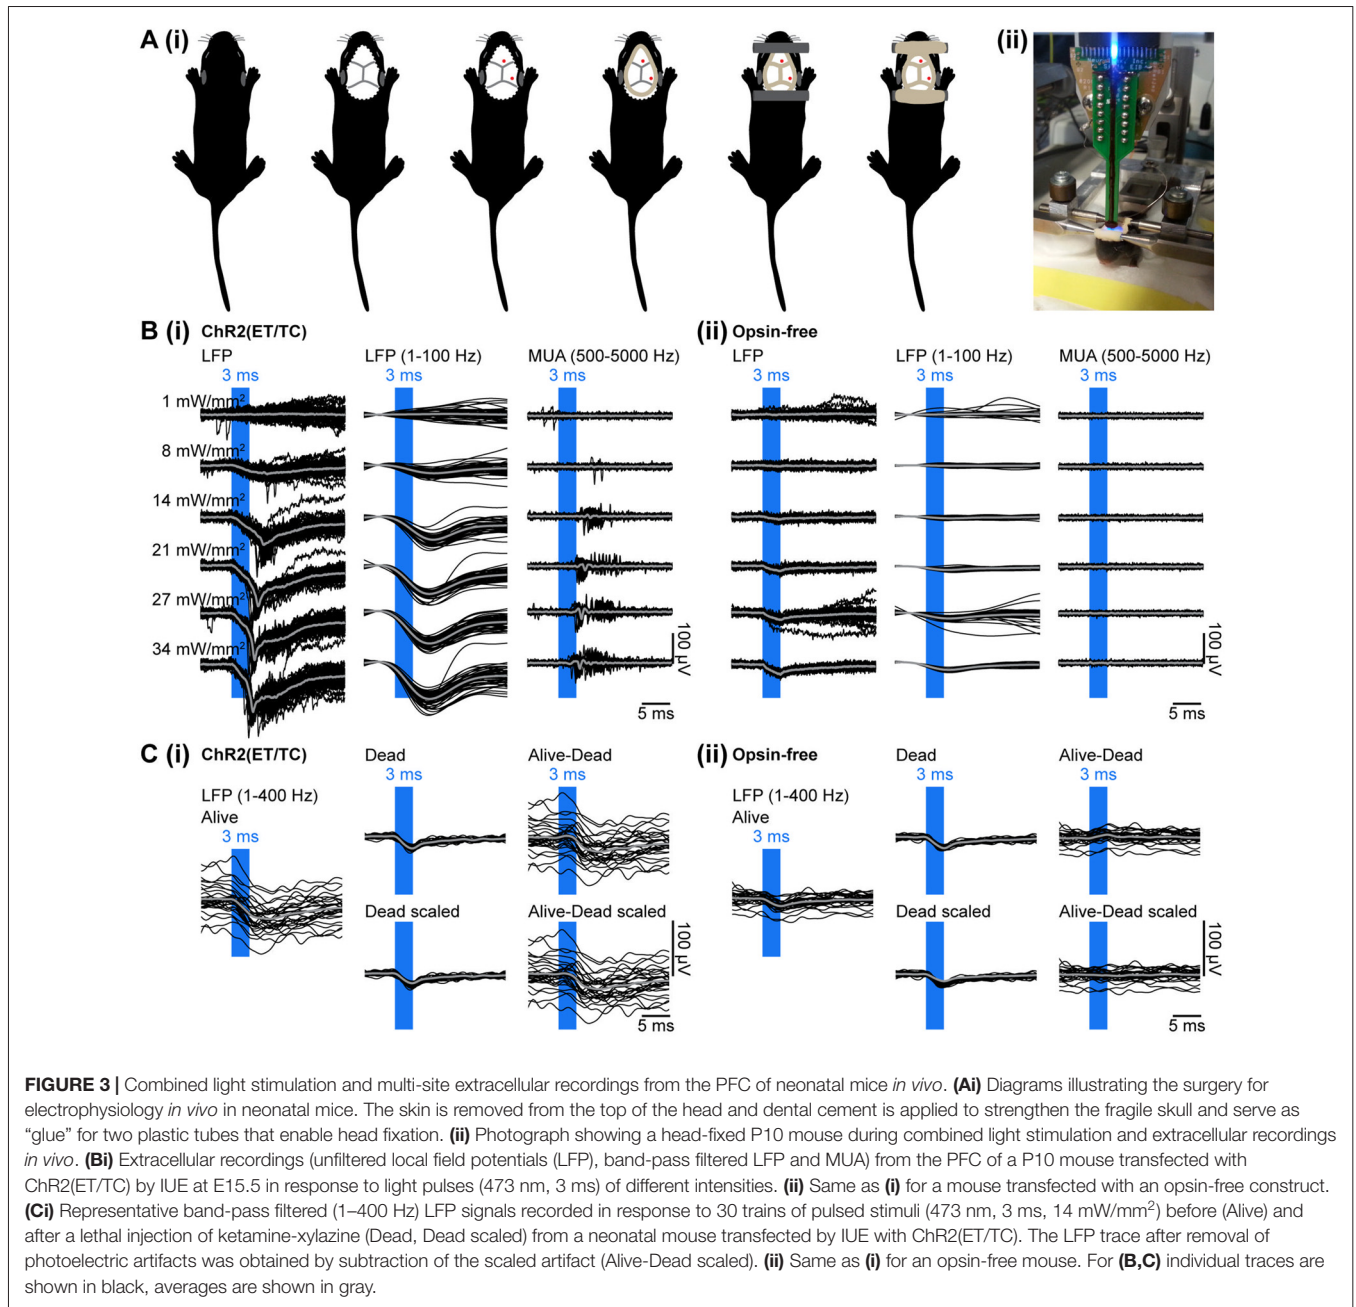 A (i)
(ii)
B (i) ChR2(ET/TC)
(ii) Opsin-free
LFP LFP (1-100 Hz) MUA (500-5000 Hz) LFP LFP (1-100 Hz) MUA (500-5000 Hz)
3 ms 3 ms 3 ms 3 ms 3 ms 3 ms
1 mW/mm²
8 mW/mm²
14 mW/mm²
21 mW/mm²
27 mW/mm²
34 mW/mm²
100 µV 100 µV
5 ms 5 ms
C (i) ChR2(ET/TC) Dead Alive-Dead (ii) Opsin-free Dead Alive-Dead
3 ms 3 ms 3 ms 3 ms
LFP (1-400 Hz) LFP (1-400 Hz)
Alive Alive
3 ms 3 ms
Dead scaled Alive-Dead scaled Dead scaled Alive-Dead scaled
100 µV 100 µV
5 ms 5 ms
FIGURE 3 | Combined light stimulation and multi-site extracellular recordings from the PFC of neonatal mice in vivo. (Ai) Diagrams illustrating the surgery for
electrophysiology in vivo in neonatal mice. The skin is removed from the top of the head and dental cement is applied to strengthen the fragile skull and serve as
“glue” for two plastic tubes that enable head fixation. (ii) Photograph showing a head-fixed P10 mouse during combined light stimulation and extracellular recordings
in vivo. (Bi) Extracellular recordings (unfiltered local field potentials (LFP), band-pass filtered LFP and MUA) from the PFC of a P10 mouse transfected with
ChR2(ET/TC) by IUE at E15.5 in response to light pulses (473 nm, 3 ms) of different intensities. (ii) Same as (i) for a mouse transfected with an opsin-free construct.
(Ci) Representative band-pass filtered (1–400 Hz) LFP signals recorded in response to 30 trains of pulsed stimuli (473 nm, 3 ms, 14 mW/mm²) before (Alive) and
after a lethal injection of ketamine-xylazine (Dead, Dead scaled) from a neonatal mouse transfected by IUE with ChR2(ET/TC). The LFP trace after removal of
photoelectric artifacts was obtained by subtraction of the scaled artifact (Alive-Dead scaled). (ii) Same as (i) for an opsin-free mouse. For (B,C) individual traces are
shown in black, averages are shown in gray.